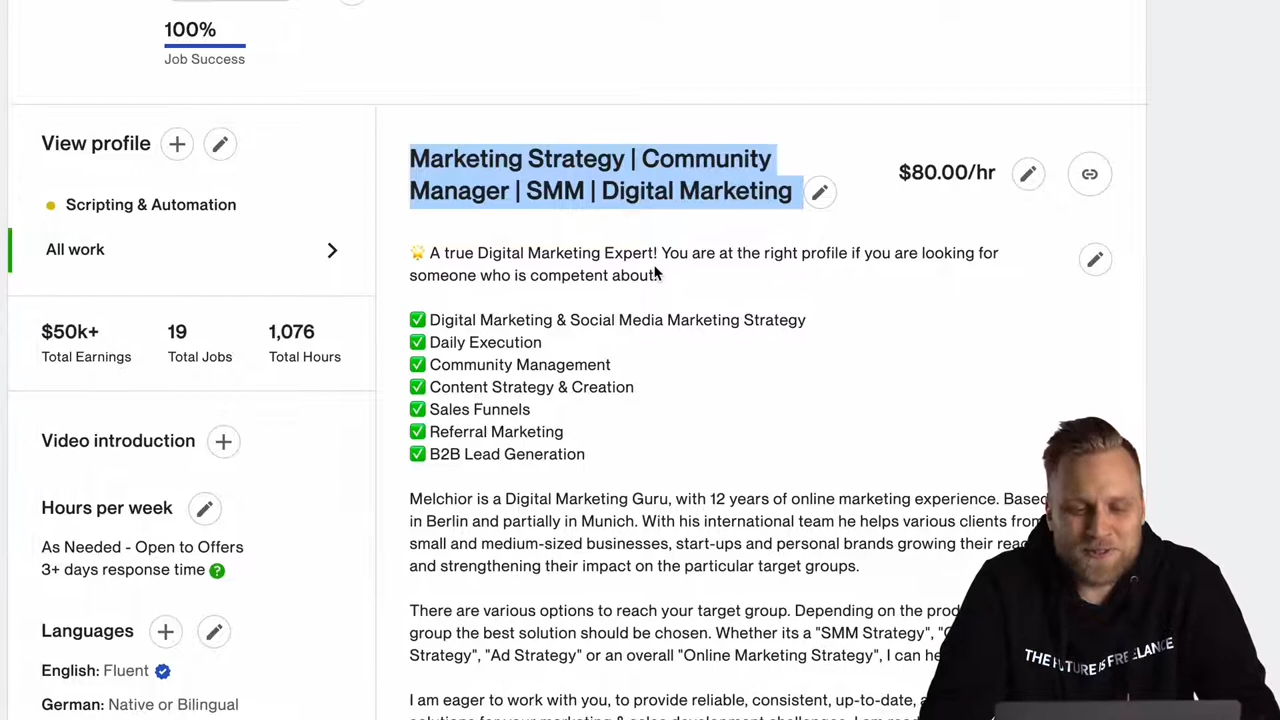 100%
Job Success
View profile
Scripting & Automation
All work
$50k+
Total Earnings
19
Total Jobs
1,076
Total Hours
Video introduction
Hours per week
As Needed - Open to Offers
3+ days response time ?
Languages
English: Fluent
German: Native or Bilingual
Marketing Strategy | Community
Manager | SMM | Digital Marketing
$80.00/hr
🌟 A true Digital Marketing Expert! You are at the right profile if you are looking for
someone who is competent about:
✅ Digital Marketing & Social Media Marketing Strategy
✅ Daily Execution
✅ Community Management
✅ Content Strategy & Creation
✅ Sales Funnels
✅ Referral Marketing
✅ B2B Lead Generation
Melchior is a Digital Marketing Guru, with 12 years of online marketing experience. Based
in Berlin and partially in Munich. With his international team he helps various clients from
small and medium-sized businesses, start-ups and personal brands growing their
and strengthening their impact on the particular target groups.
There are various options to reach your target group. Depending on the
group the best solution should be chosen. Whether its a "SMM Strategy",
Strategy", "Ad Strategy" or an overall "Online Marketing Strategy", I can
I am eager to work with you, to provide reliable, consistent, up-to-date,
THE FUTURE IS FREELANCE